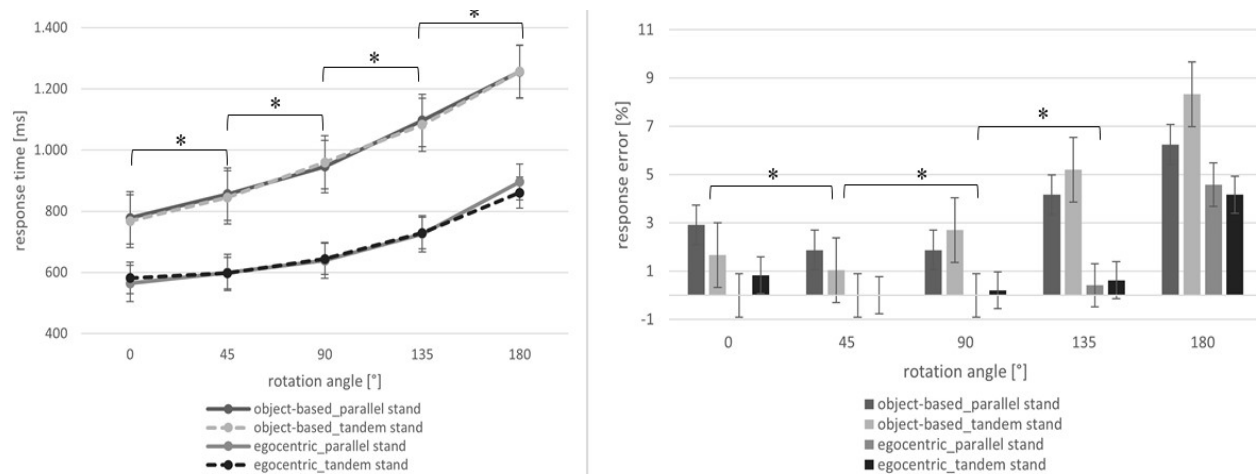 1.400
1.200
1.000
800
600
400
response time [ms]
* * * *
0 45 90 135 180
rotation angle [°]
object-based_parallel stand
object-based_tandem stand
egocentric_parallel stand
egocentric_tandem stand
11
9
7
5
3
1
-1
response error [%]
* * *
0 45 90 135 180
rotation angle [°]
object-based_parallel stand
object-based_tandem stand
egocentric_parallel stand
egocentric_tandem stand